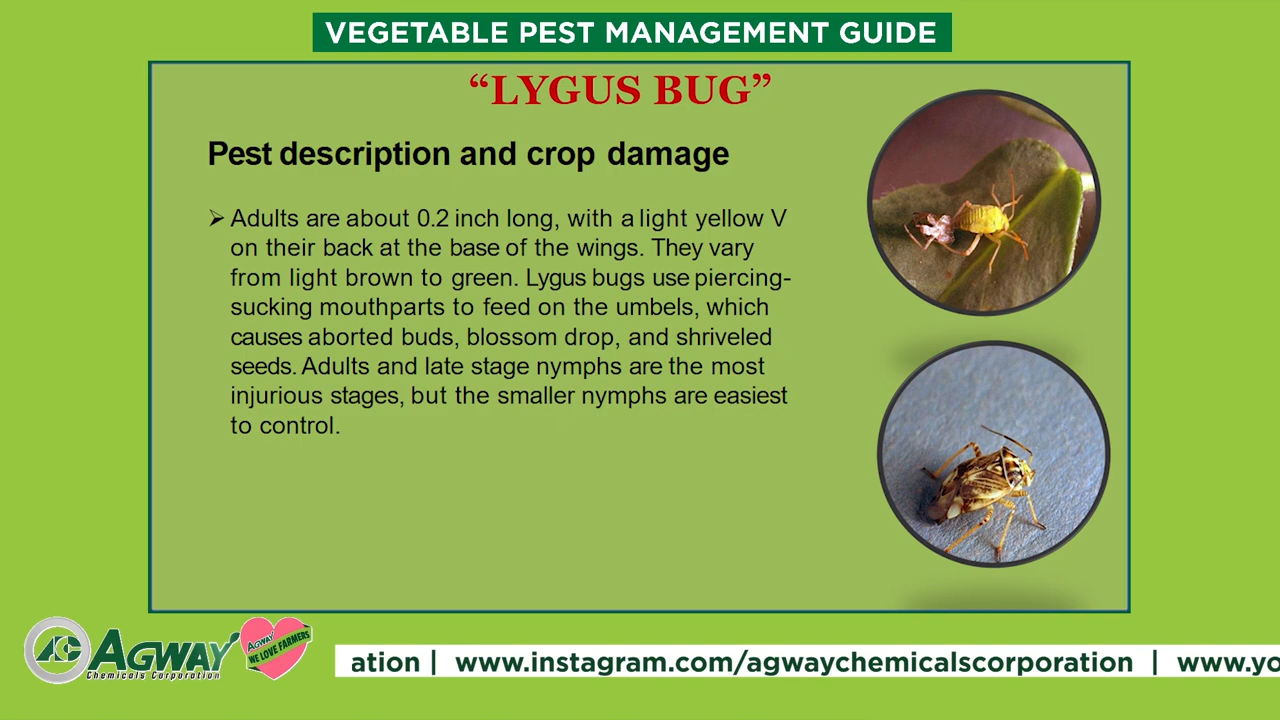 VEGETABLE PEST MANAGEMENT GUIDE
“LYGUS BUG”
Pest description and crop damage
➢ Adults are about 0.2 inch long, with a light yellow V
on their back at the base of the wings. They vary
from light brown to green. Lygus bugs use piercing-
sucking mouthparts to feed on the umbels, which
causes aborted buds, blossom drop, and shriveled
seeds. Adults and late stage nymphs are the most
injurious stages, but the smaller nymphs are easiest
to control.
AC AGWAY
Chemicals Corporation
AGWAY
WE LOVE FARMERS
ation | www.instagram.com/agwaychemicalscorporation | www.yo